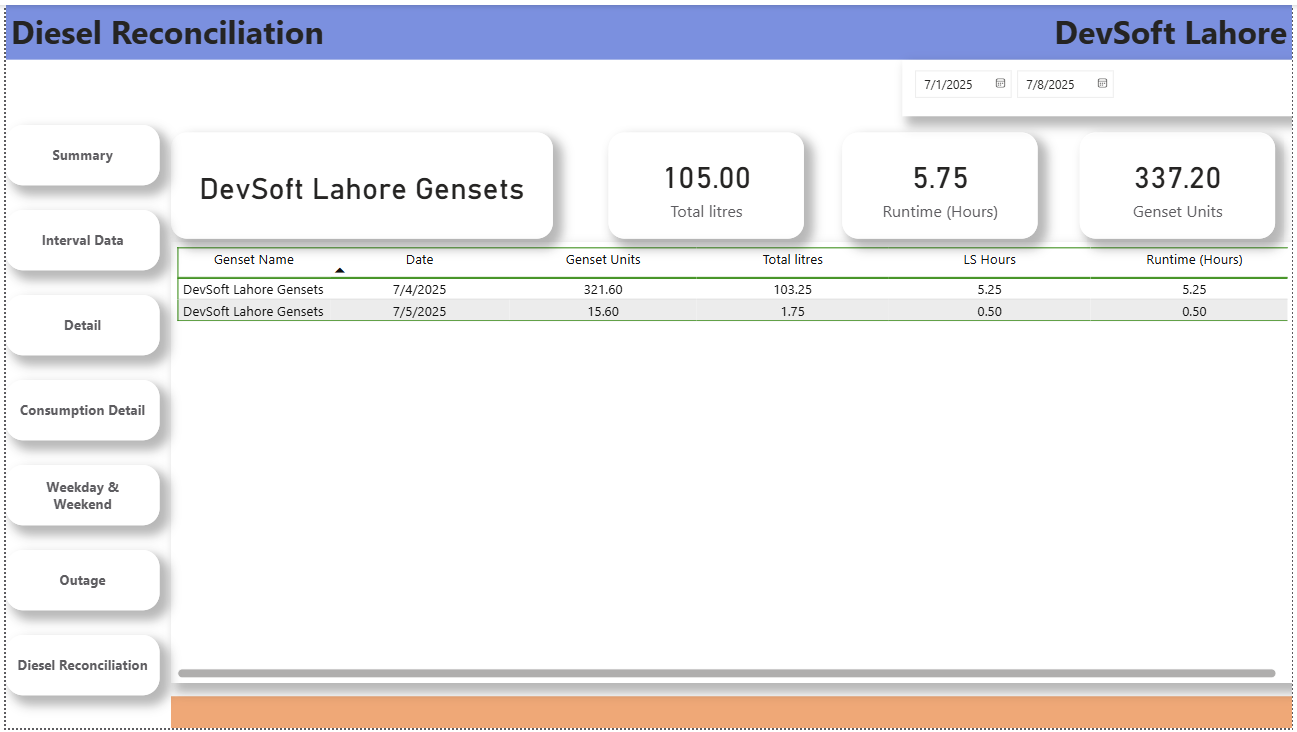 Diesel Reconciliation DevSoft Lahore
7/1/2025 7/8/2025
Summary
Interval Data
Detail
Consumption Detail
Weekday &
Weekend
Outage
Diesel Reconciliation
DevSoft Lahore Gensets
105.00
Total litres
5.75
Runtime (Hours)
337.20
Genset Units
Genset Name Date Genset Units Total litres LS Hours Runtime (Hours)
DevSoft Lahore Gensets 7/4/2025 321.60 103.25 5.25 5.25
DevSoft Lahore Gensets 7/5/2025 15.60 1.75 0.50 0.50